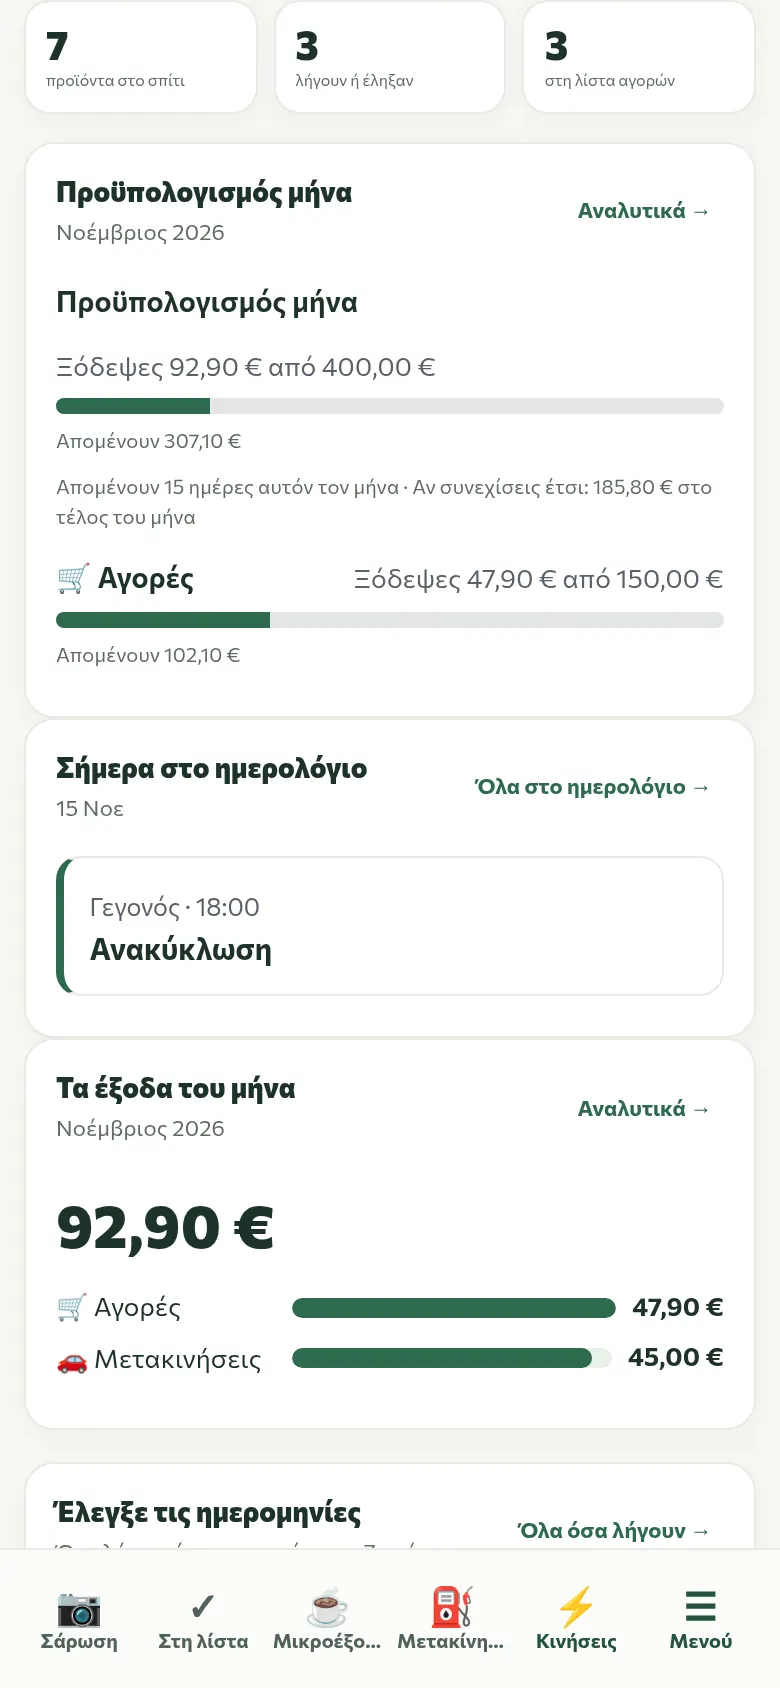 7
3
3
προϊόντα στο σπίτι
λήγουν ή έληξαν
στη λίστα αγορών
Προϋπολογισμός μήνα
Αναλυτικά →
Νοέμβριος 2026
Προϋπολογισμός μήνα
Ξόδεψες 92,90 € από 400,00 €
Απομένουν 307,10 €
Απομένουν 15 ημέρες αυτόν τον μήνα · Αν συνεχίσεις έτσι: 185,80 € στο
τέλος του μήνα
Αγορές
Ξόδεψες 47,90 € από 150,00 €
Απομένουν 102,10 €
Σήμερα στο ημερολόγιο
Όλα στο ημερολόγιο →
15 Νοε
Γεγονός · 18:00
Ανακύκλωση
Τα έξοδα του μήνα
Αναλυτικά →
Νοέμβριος 2026
92,90 €
Αγορές
47,90 €
Μετακινήσεις
45,00 €
Έλεγξε τις ημερομηνίες
Όλα όσα λήγουν →
Σάρωση
Στη λίστα
Μικροέξο...
Μετακίνη...
Κινήσεις
Μενού